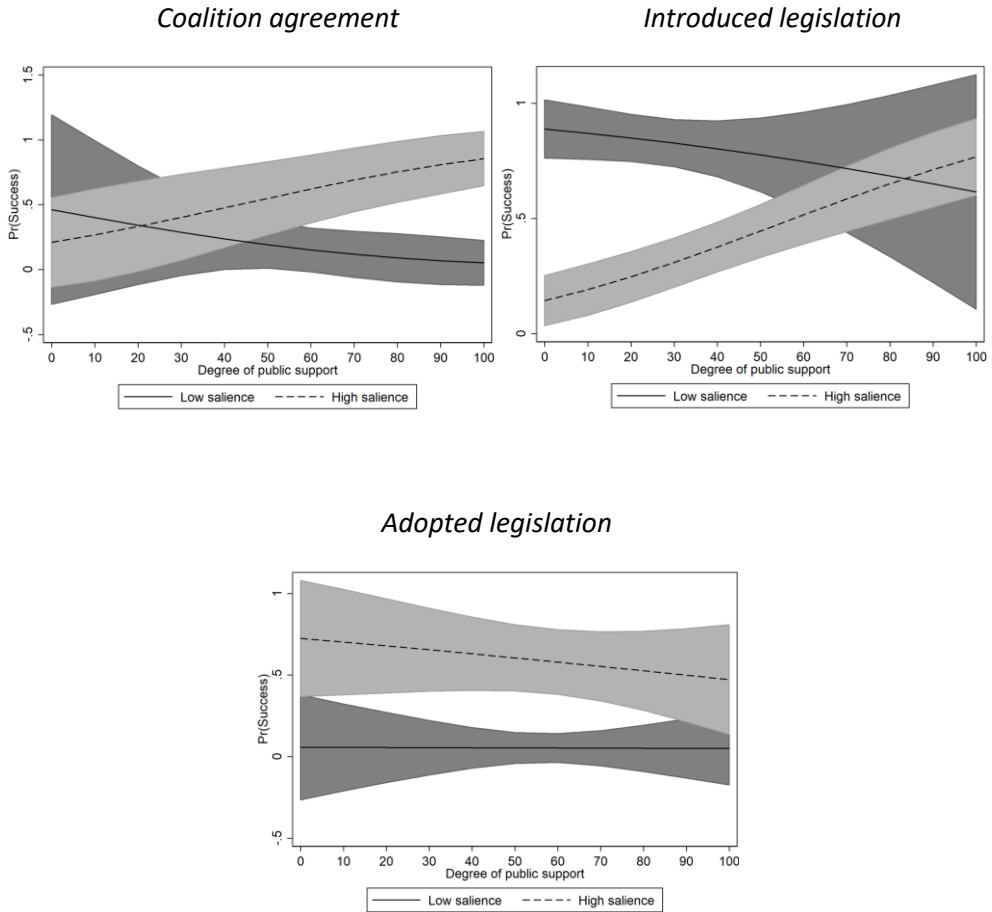 Coalition agreement
Introduced legislation
Pr(Success)
1.5
1
.5
0
-.5
0 10 20 30 40 50 60 70 80 90 100
Degree of public support
Low salience High salience
Pr(Success)
1
.5
0
0 10 20 30 40 50 60 70 80 90 100
Degree of public support
Low salience High salience
Adopted legislation
Pr(Success)
1
.5
0
-.5
0 10 20 30 40 50 60 70 80 90 100
Degree of public support
Low salience High salience